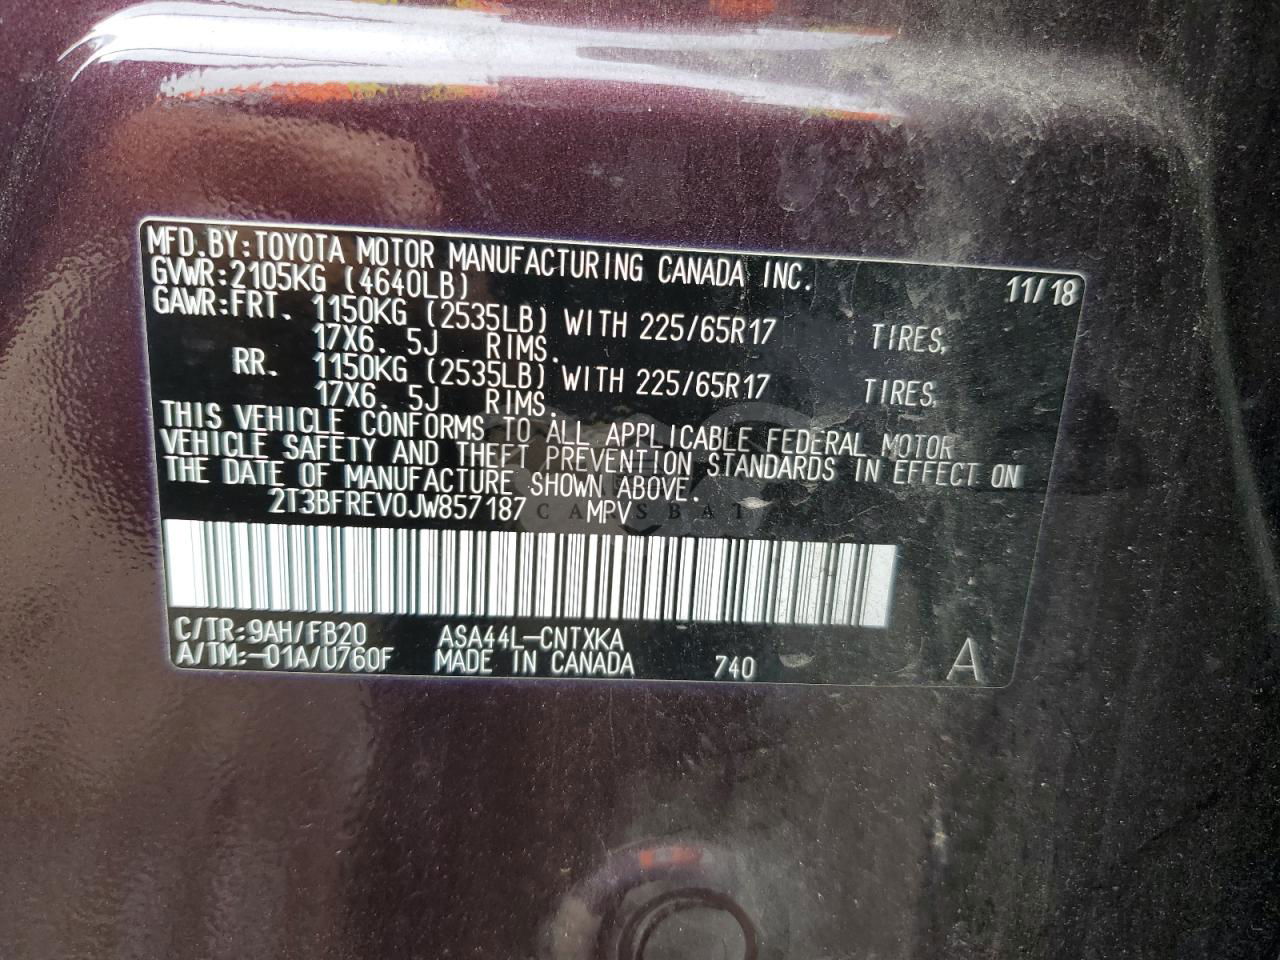 MFD.BY:TOYOTA MOTOR MANUFACTURING CANADA INC. 11/18
GVWR:2105KG (4640LB)
GAWR:FRT. 1150KG (2535LB) WITH 225/65R17 TIRES,
17X6.5J RIMS.
RR. 1150KG (2535LB) WITH 225/65R17 TIRES,
17X6.5J RIMS.
THIS VEHICLE CONFORMS TO ALL APPLICABLE FEDERAL MOTOR
VEHICLE SAFETY AND THEFT PREVENTION STANDARDS IN EFFECT ON
THE DATE OF MANUFACTURE SHOWN ABOVE.
2T3BFREV0JW857187 MPV
CARSBAT
C/TR:9AH/FB20 ASA44L-CNTXKA
A/TM:-01A/U760F MADE IN CANADA 740 A